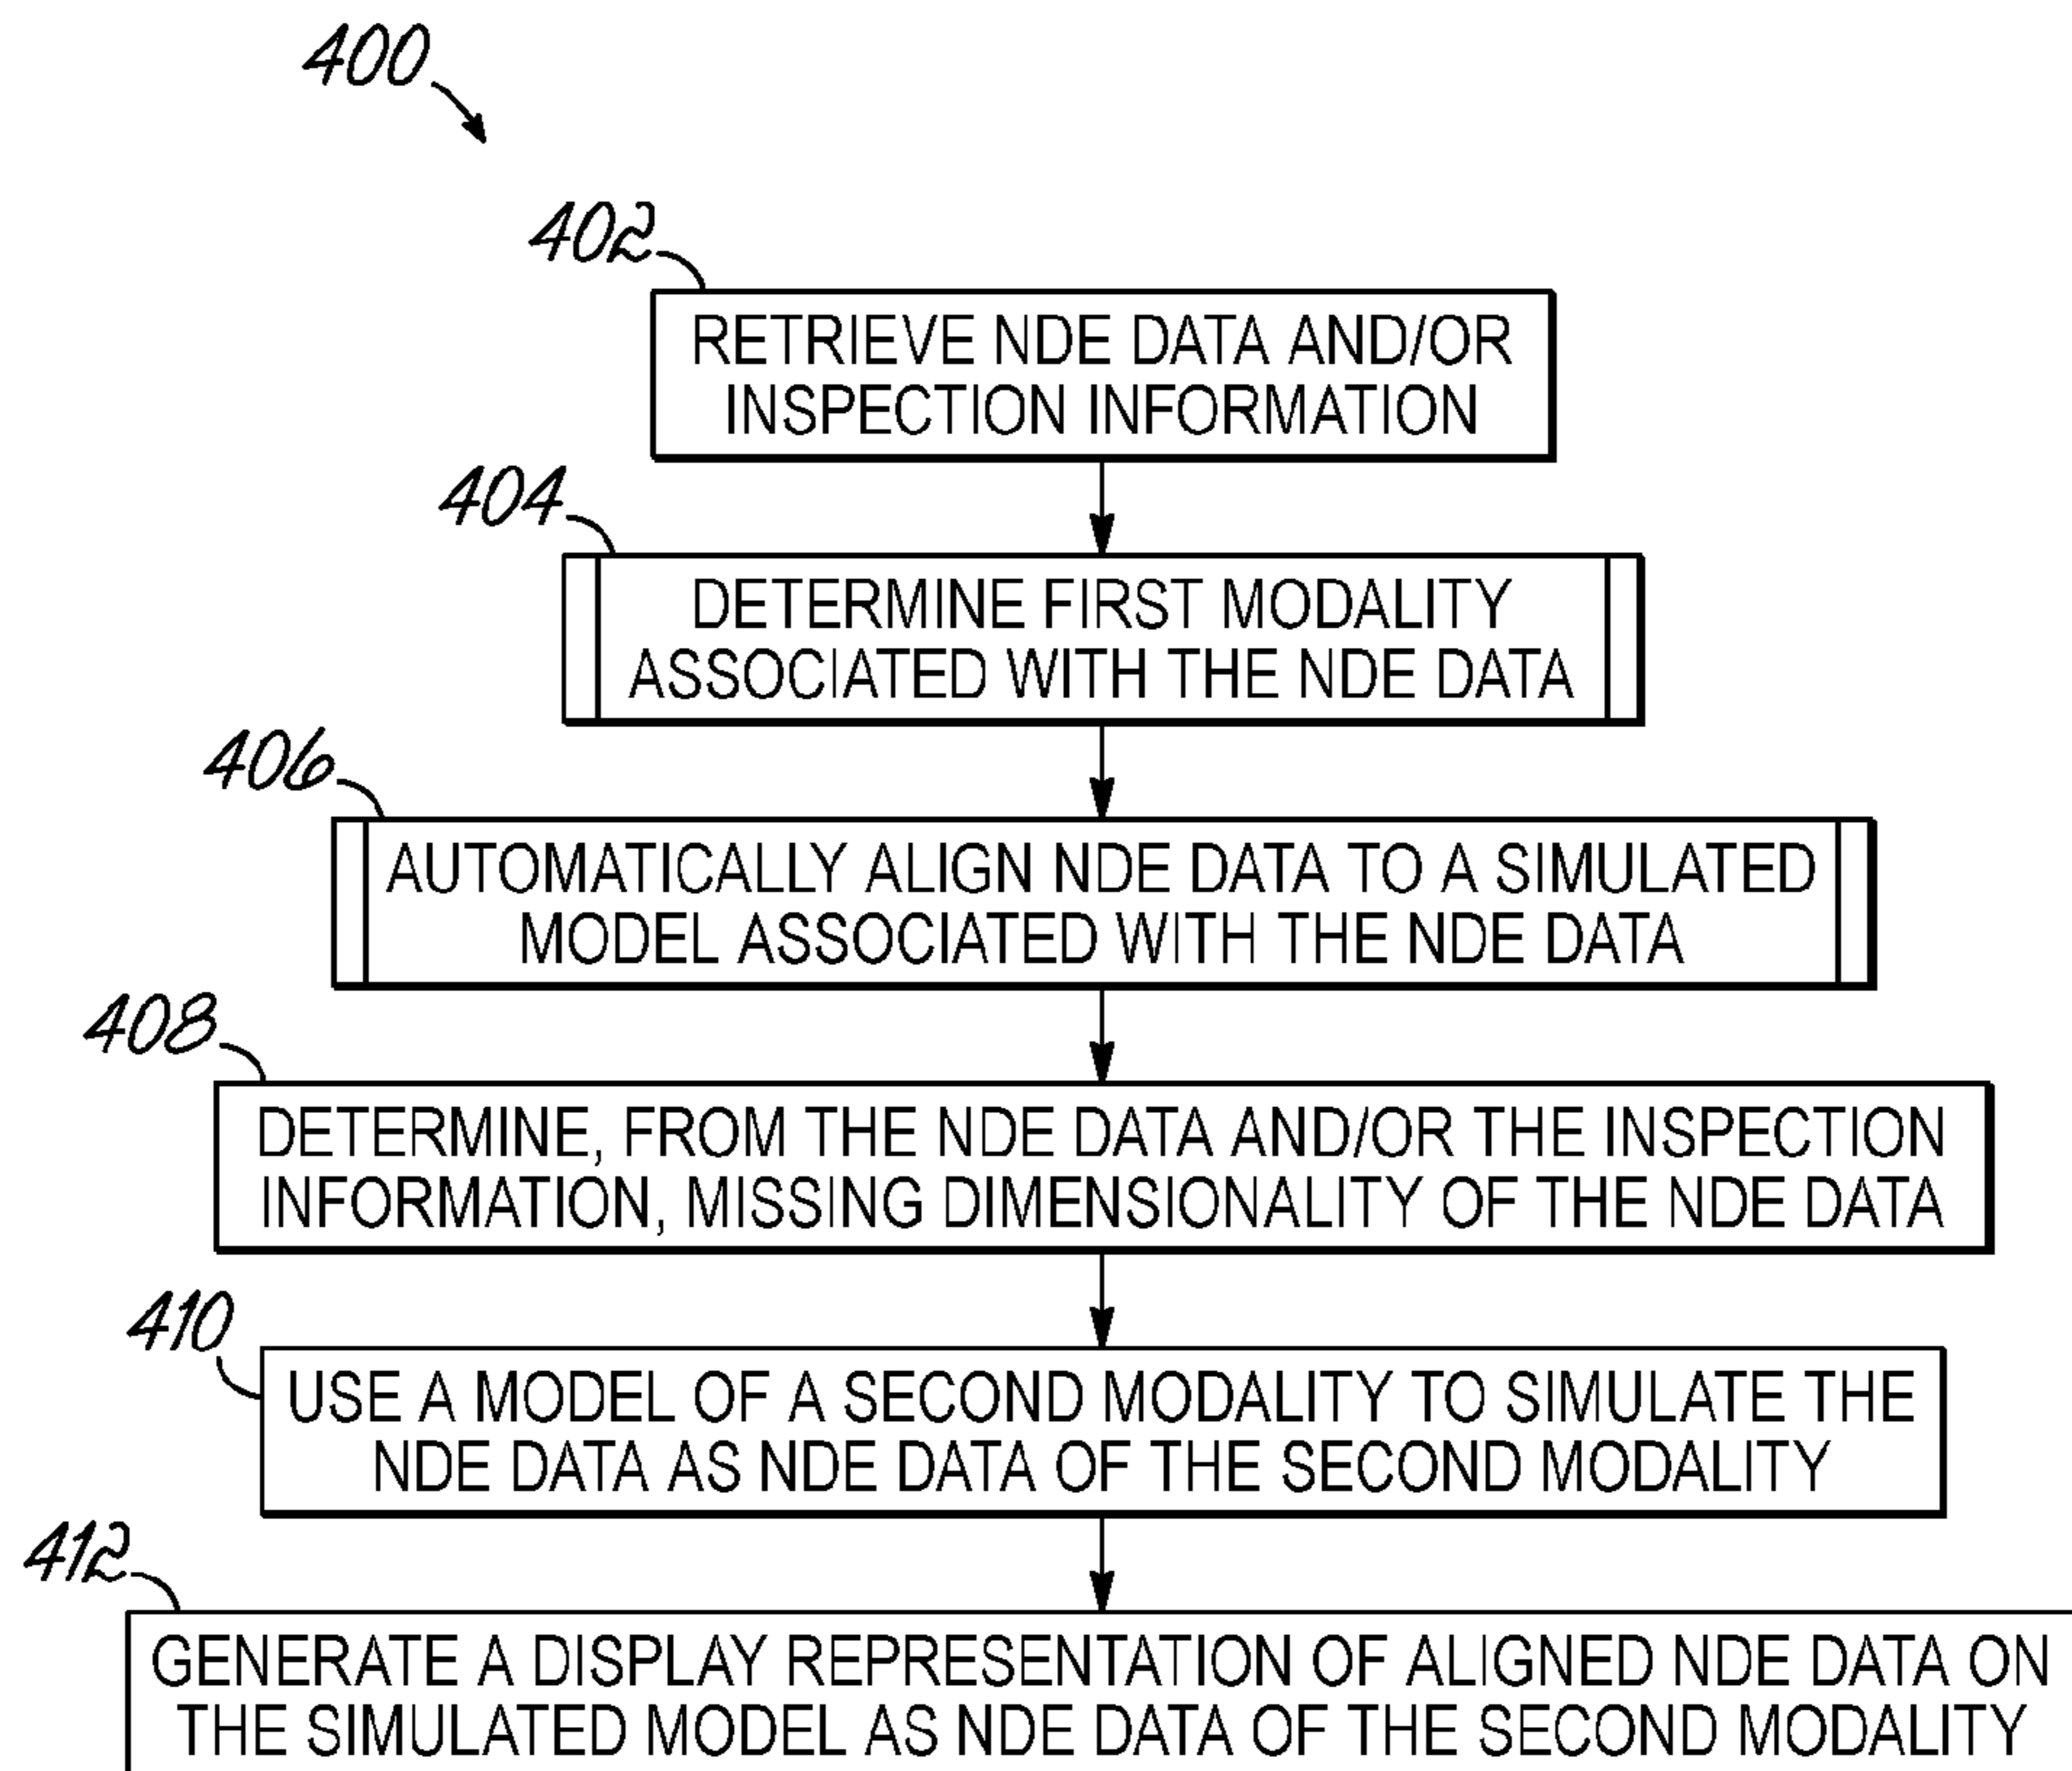 400
402
RETRIEVE NDE DATA AND/OR
INSPECTION INFORMATION
404
DETERMINE FIRST MODALITY
ASSOCIATED WITH THE NDE DATA
406
AUTOMATICALLY ALIGN NDE DATA TO A SIMULATED
MODEL ASSOCIATED WITH THE NDE DATA
408
DETERMINE, FROM THE NDE DATA AND/OR THE INSPECTION
INFORMATION, MISSING DIMENSIONALITY OF THE NDE DATA
410
USE A MODEL OF A SECOND MODALITY TO SIMULATE THE
NDE DATA AS NDE DATA OF THE SECOND MODALITY
412
GENERATE A DISPLAY REPRESENTATION OF ALIGNED NDE DATA ON
THE SIMULATED MODEL AS NDE DATA OF THE SECOND MODALITY